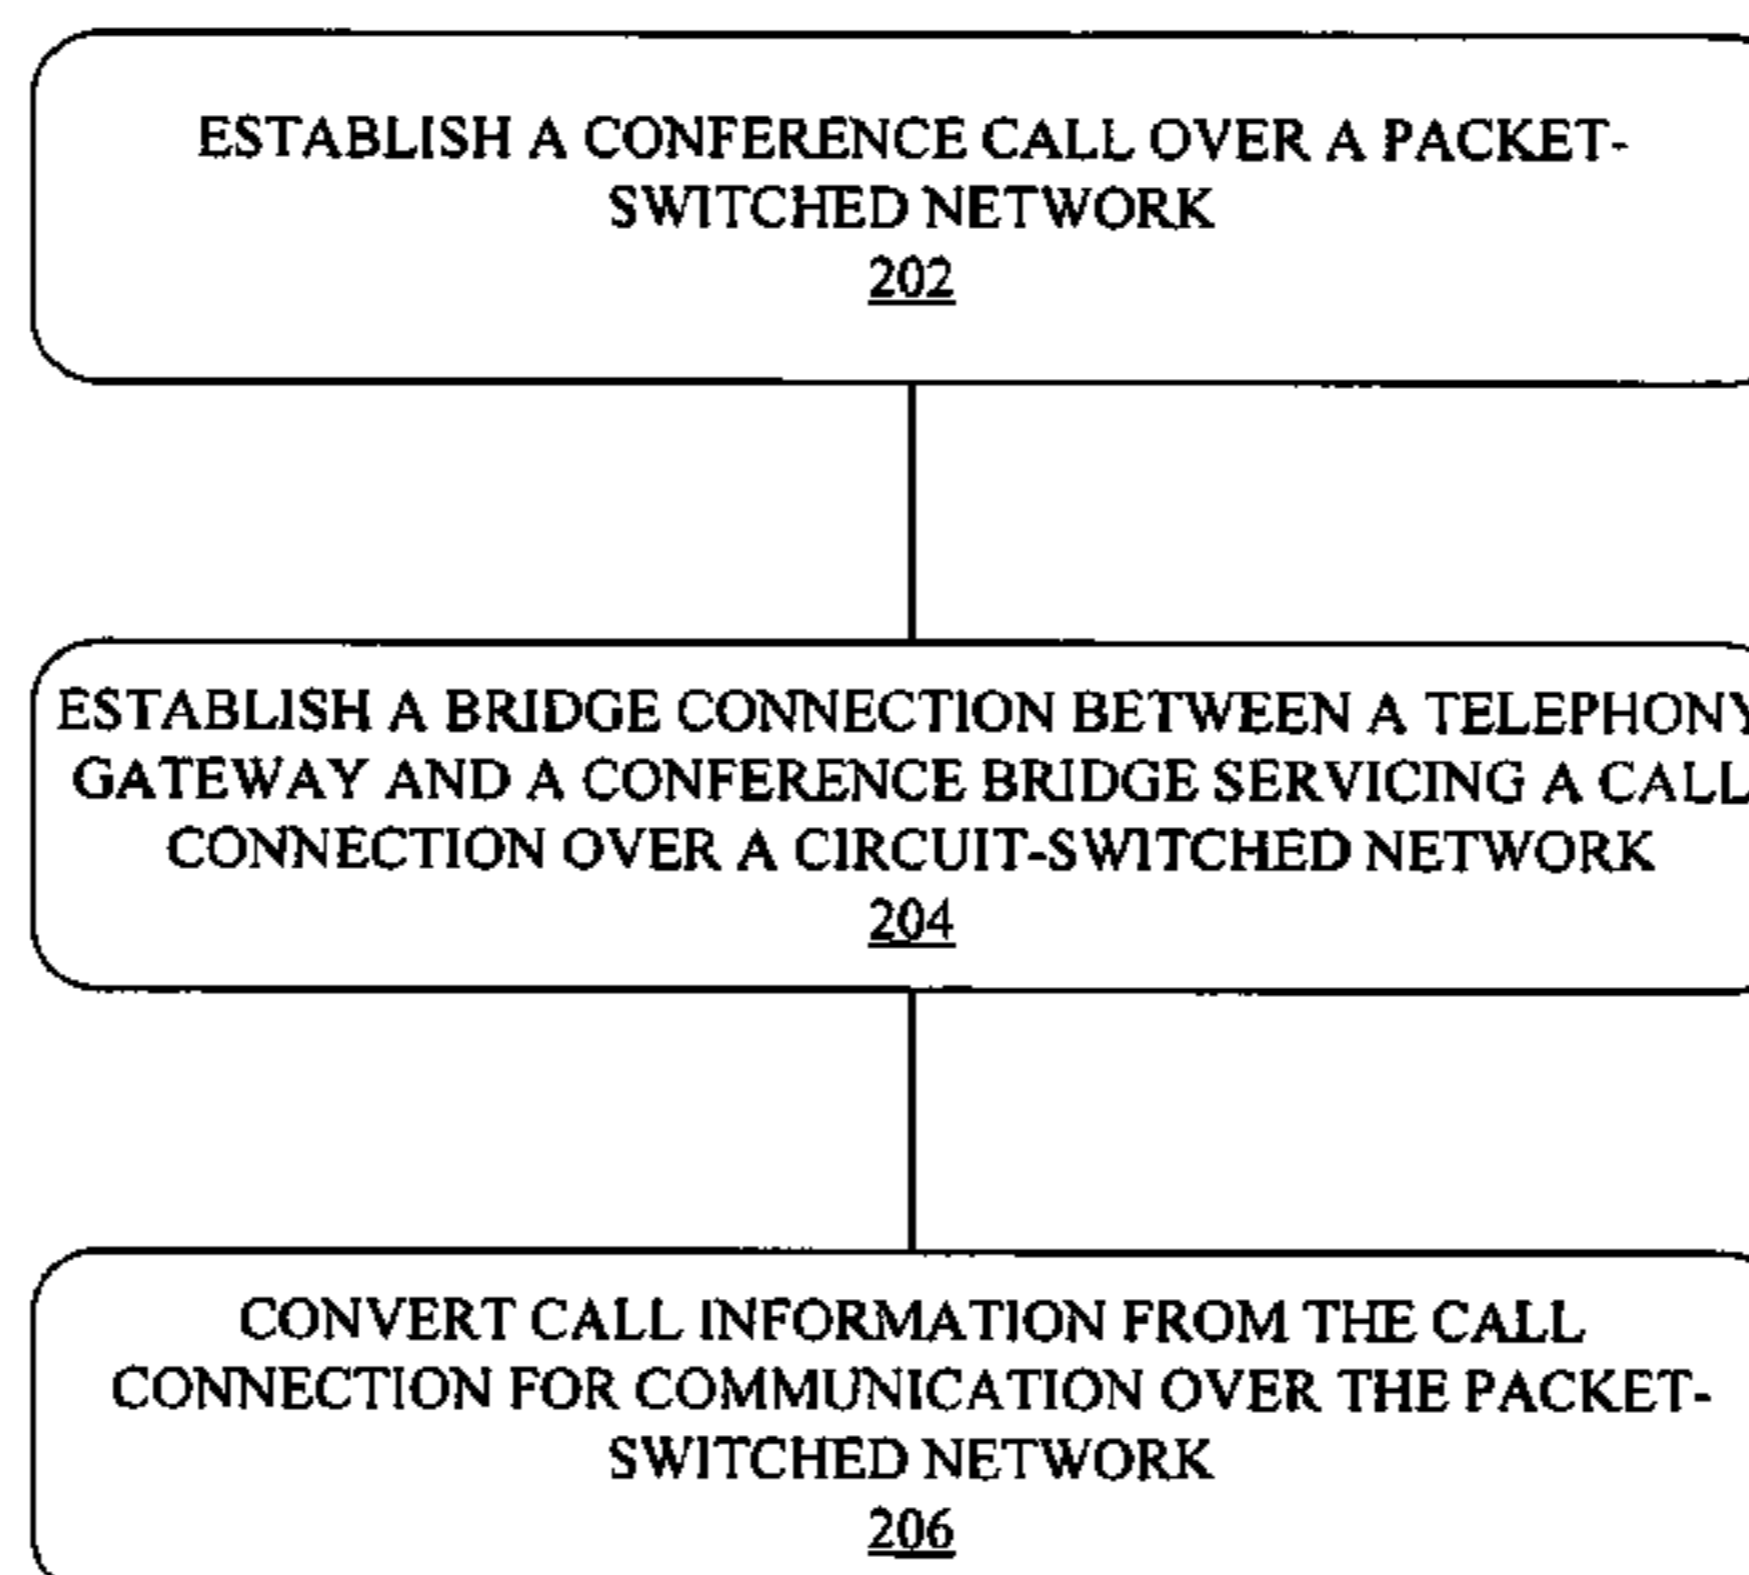 ESTABLISH A CONFERENCE CALL OVER A PACKET-
SWITCHED NETWORK
202
ESTABLISH A BRIDGE CONNECTION BETWEEN A TELEPHONY
GATEWAY AND A CONFERENCE BRIDGE SERVICING A CALL
CONNECTION OVER A CIRCUIT-SWITCHED NETWORK
204
CONVERT CALL INFORMATION FROM THE CALL
CONNECTION FOR COMMUNICATION OVER THE PACKET-
SWITCHED NETWORK
206